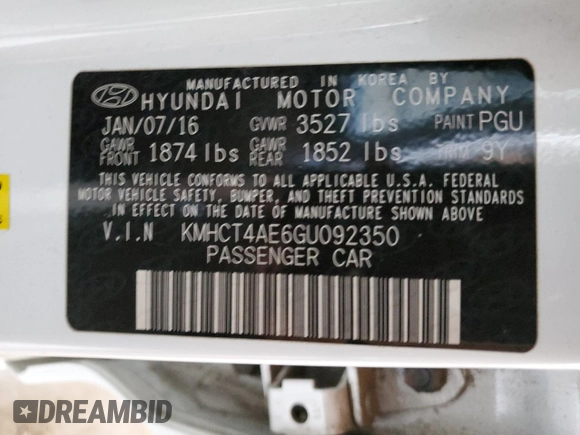 MANUFACTURED IN KOREA BY
HYUNDAI MOTOR COMPANY
JAN/07/16 GVWR 3527 lbs PAINT PGU
GAWR FRONT 1874 lbs GAWR REAR 1852 lbs TRIM 9Y
THIS VEHICLE CONFORMS TO ALL APPLICABLE U.S.A. FEDERAL
MOTOR VEHICLE SAFETY, BUMPER, AND THEFT PREVENTION STANDARDS
IN EFFECT ON THE DATE OF MANUFACTURE SHOWN ABOVE.
V.I.N KMHCT4AE6GU092350
PASSENGER CAR
DREAMBID